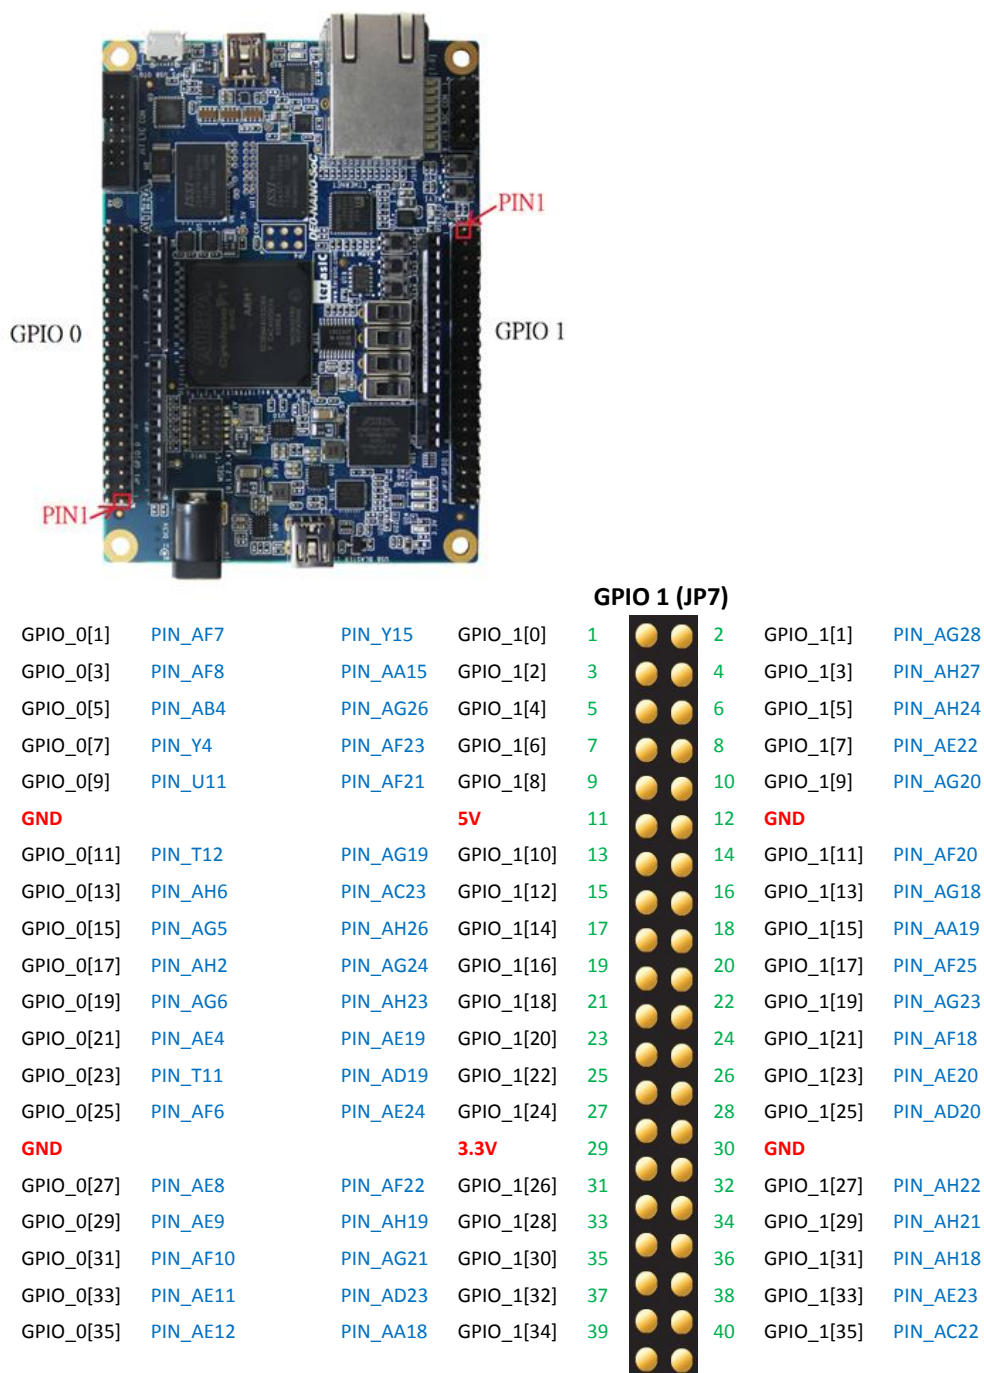 PIN1
GPIO 0
GPIO 1
PIN1
DE0-NANO-SoC
terasIC
ARM
ETHERNET
GPIO 1 (JP7)
GPIO_0[1] PIN_AF7 PIN_Y15 GPIO_1[0] 1 2 GPIO_1[1] PIN_AG28
GPIO_0[3] PIN_AF8 PIN_AA15 GPIO_1[2] 3 4 GPIO_1[3] PIN_AH27
GPIO_0[5] PIN_AB4 PIN_AG26 GPIO_1[4] 5 6 GPIO_1[5] PIN_AH24
GPIO_0[7] PIN_Y4 PIN_AF23 GPIO_1[6] 7 8 GPIO_1[7] PIN_AE22
GPIO_0[9] PIN_U11 PIN_AF21 GPIO_1[8] 9 10 GPIO_1[9] PIN_AG20
GND 5V 11 12 GND
GPIO_0[11] PIN_T12 PIN_AG19 GPIO_1[10] 13 14 GPIO_1[11] PIN_AF20
GPIO_0[13] PIN_AH6 PIN_AC23 GPIO_1[12] 15 16 GPIO_1[13] PIN_AG18
GPIO_0[15] PIN_AG5 PIN_AH26 GPIO_1[14] 17 18 GPIO_1[15] PIN_AA19
GPIO_0[17] PIN_AH2 PIN_AG24 GPIO_1[16] 19 20 GPIO_1[17] PIN_AF25
GPIO_0[19] PIN_AG6 PIN_AH23 GPIO_1[18] 21 22 GPIO_1[19] PIN_AG23
GPIO_0[21] PIN_AE4 PIN_AE19 GPIO_1[20] 23 24 GPIO_1[21] PIN_AF18
GPIO_0[23] PIN_T11 PIN_AD19 GPIO_1[22] 25 26 GPIO_1[23] PIN_AE20
GPIO_0[25] PIN_AF6 PIN_AE24 GPIO_1[24] 27 28 GPIO_1[25] PIN_AD20
GND 3.3V 29 30 GND
GPIO_0[27] PIN_AE8 PIN_AF22 GPIO_1[26] 31 32 GPIO_1[27] PIN_AH22
GPIO_0[29] PIN_AE9 PIN_AH19 GPIO_1[28] 33 34 GPIO_1[29] PIN_AH21
GPIO_0[31] PIN_AF10 PIN_AG21 GPIO_1[30] 35 36 GPIO_1[31] PIN_AH18
GPIO_0[33] PIN_AE11 PIN_AD23 GPIO_1[32] 37 38 GPIO_1[33] PIN_AE23
GPIO_0[35] PIN_AE12 PIN_AA18 GPIO_1[34] 39 40 GPIO_1[35] PIN_AC22